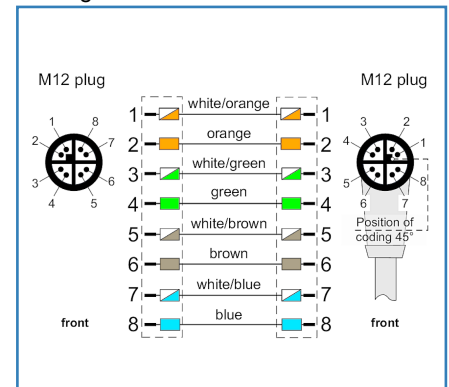 M12 plug
M12 plug
white/orange
1 1
orange
2 2
white/green
3 3
green
4 4
white/brown
5 5
brown
6 6
white/blue
7 7
blue
8 8
1 8
2 7
3 6
4 5
front
3 2
4 1
5 8
6 7
Position of
coding 45°
front